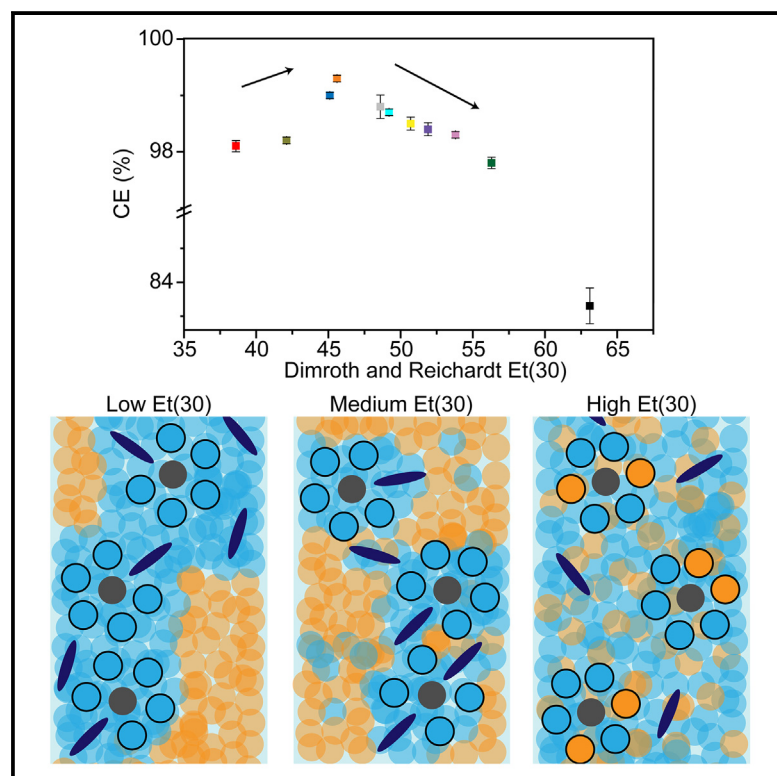 100
98
84
CE (%)
35 40 45 50 55 60 65
Dimroth and Reichardt Et(30)
Low Et(30) Medium Et(30) High Et(30)